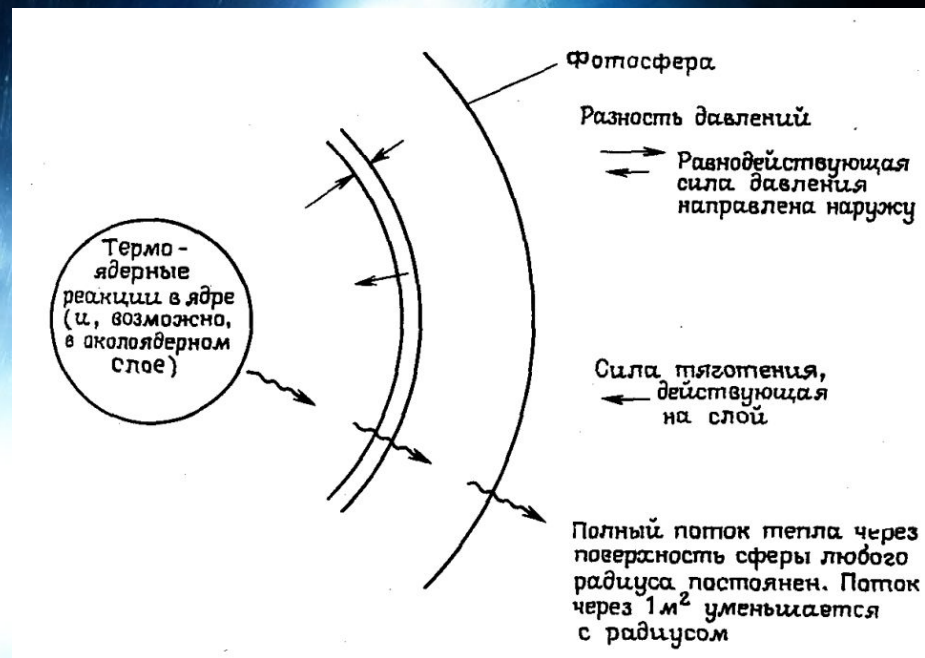 Фотосфера
Разность давлений
Равнодействующая
сила давления
направлена наружу
Термо-
ядерные
реакции в ядре
(и, возможно,
в околоядерном
слое)
Сила тяготения,
действующая
на слой
Полный поток тепла через
поверхность сферы любого
радиуса постоянен. Поток
через 1м² уменьшается
с радиусом